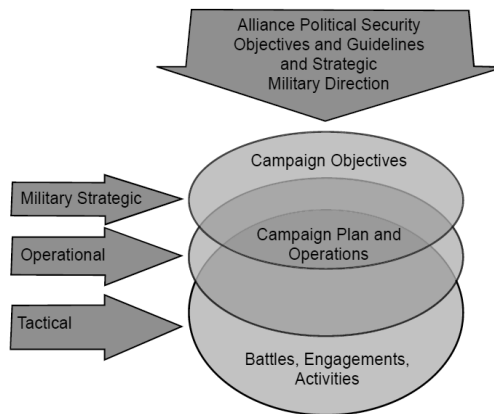 Alliance Political Security
Objectives and Guidelines
and Strategic
Military Direction
Campaign Objectives
Military Strategic
Campaign Plan and
Operations
Operational
Tactical
Battles, Engagements,
Activities